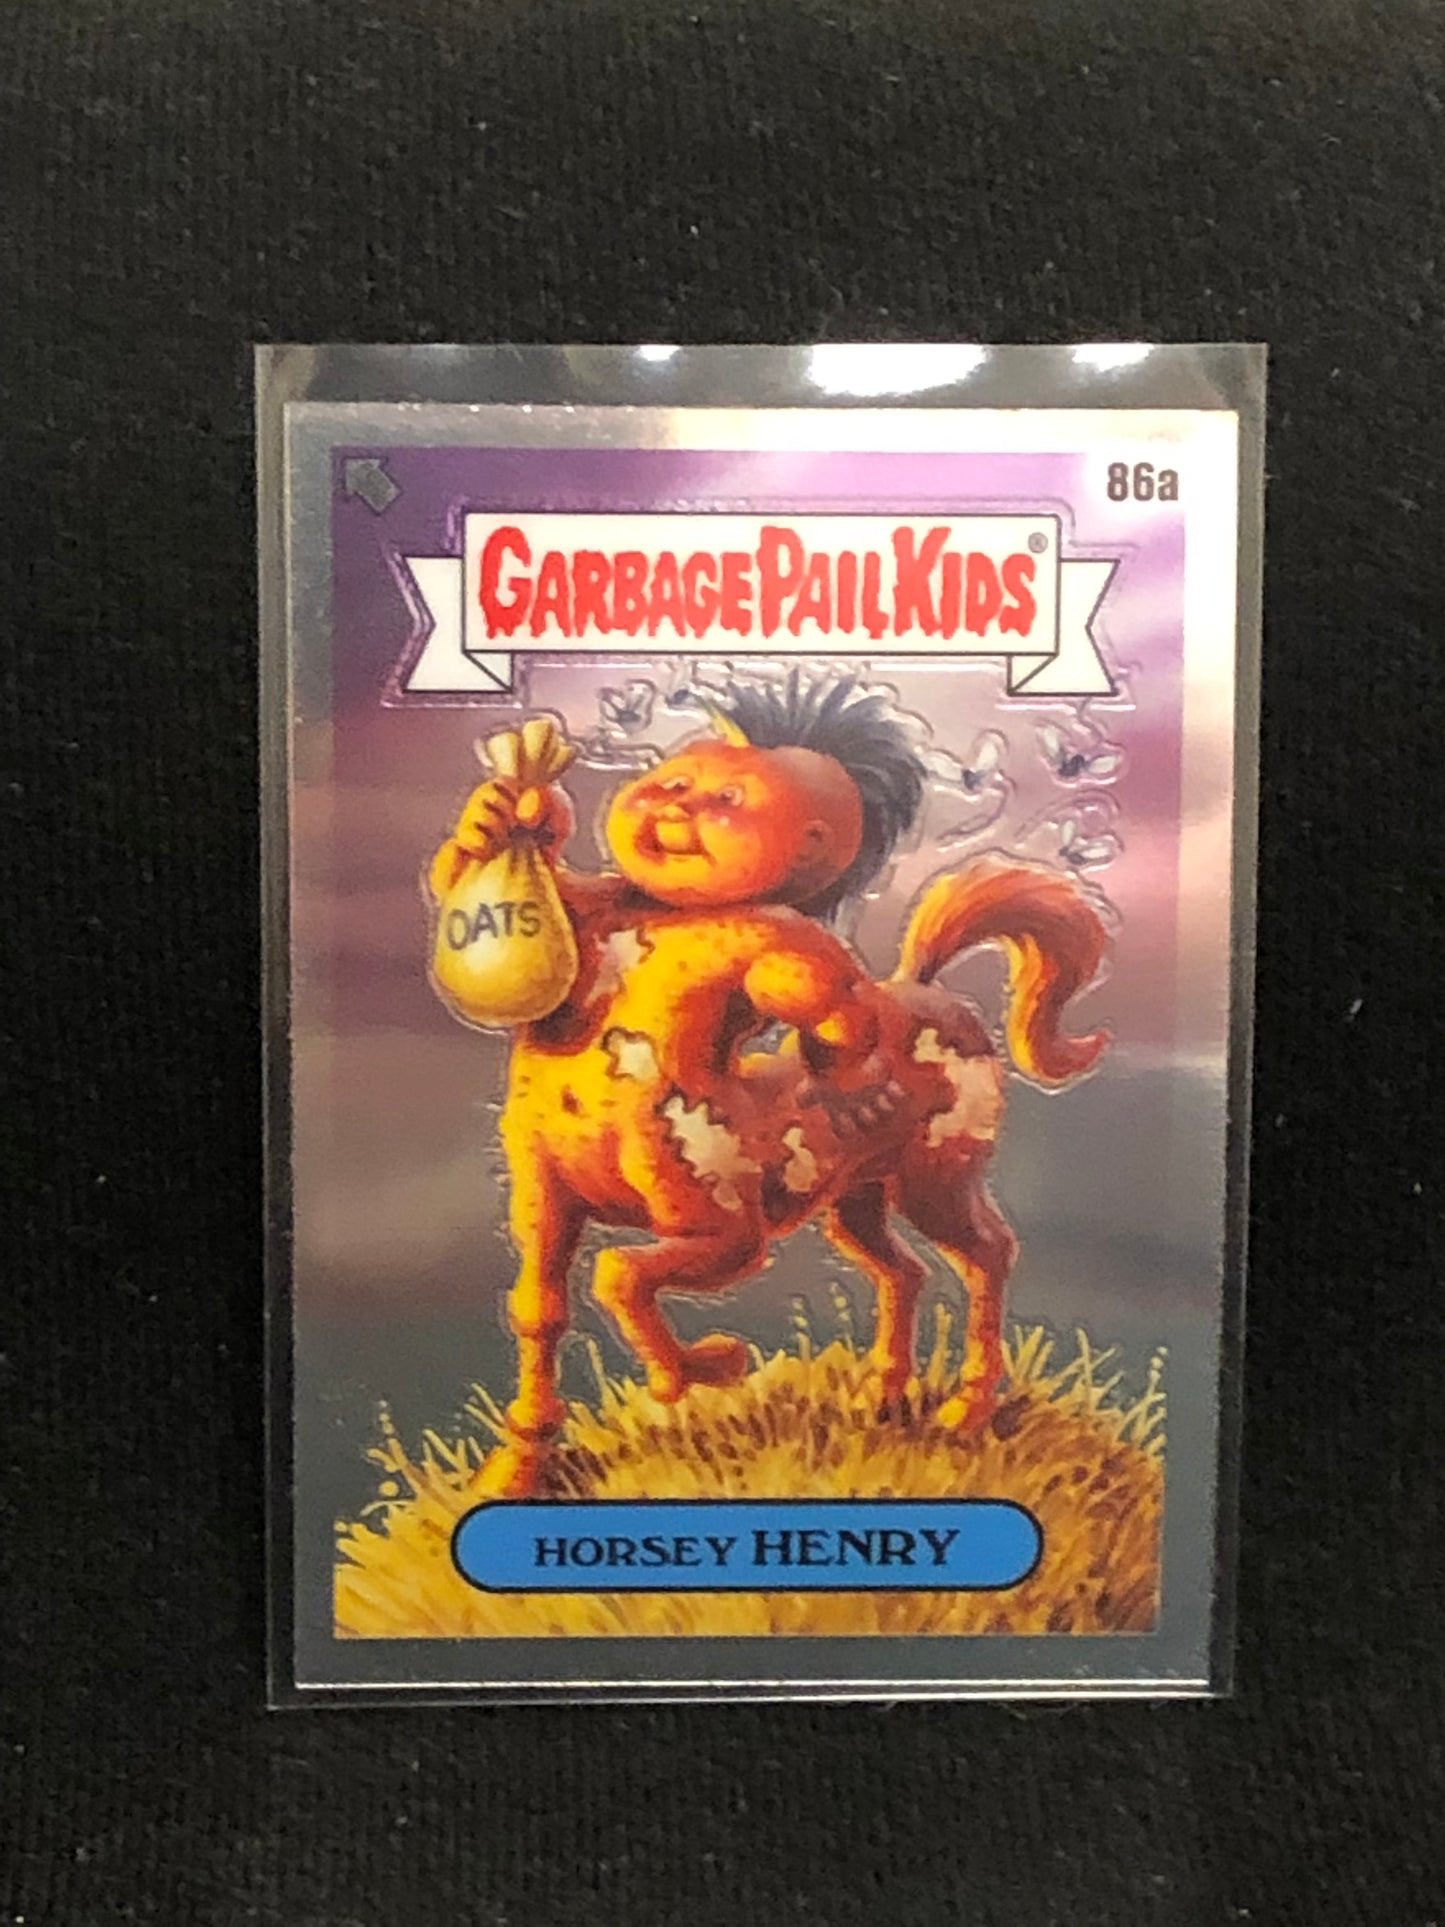 86a
GARBAGE PAIL KIDS®
OATS
HORSEY HENRY